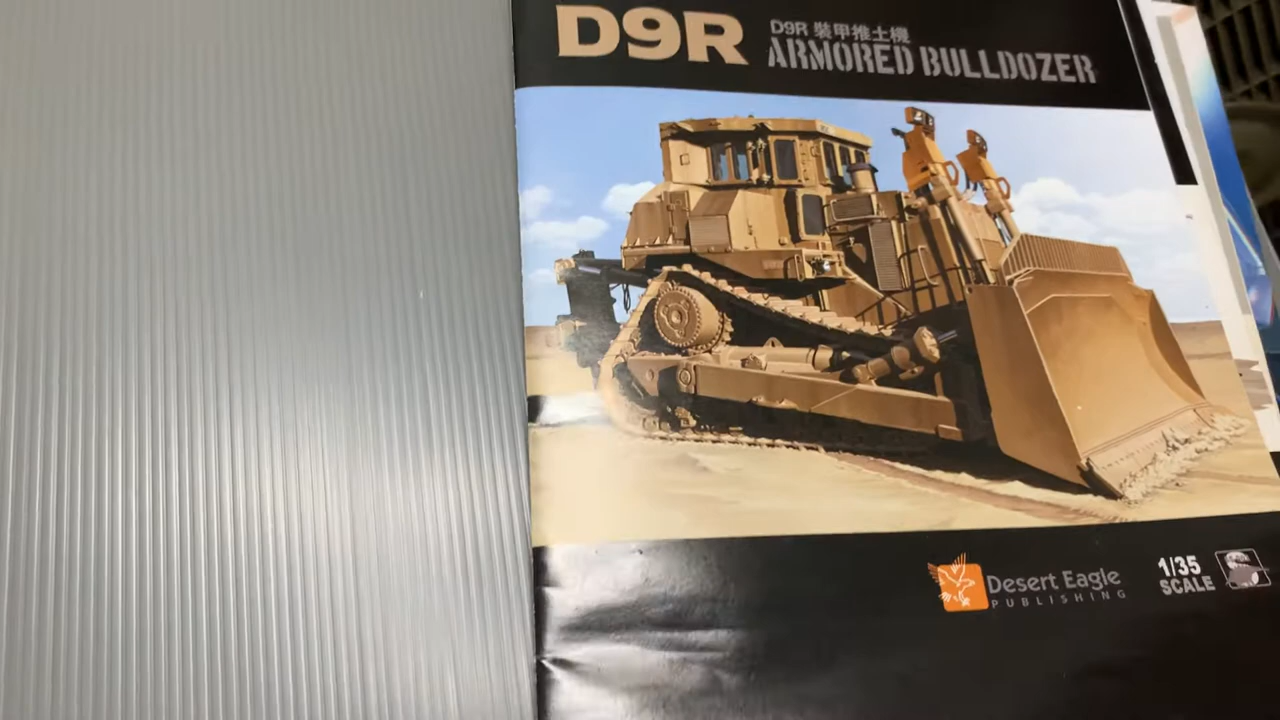 D9R
D9R 裝甲推土機
ARMORED BULLDOZER
Desert Eagle
PUBLISHING
1/35
SCALE